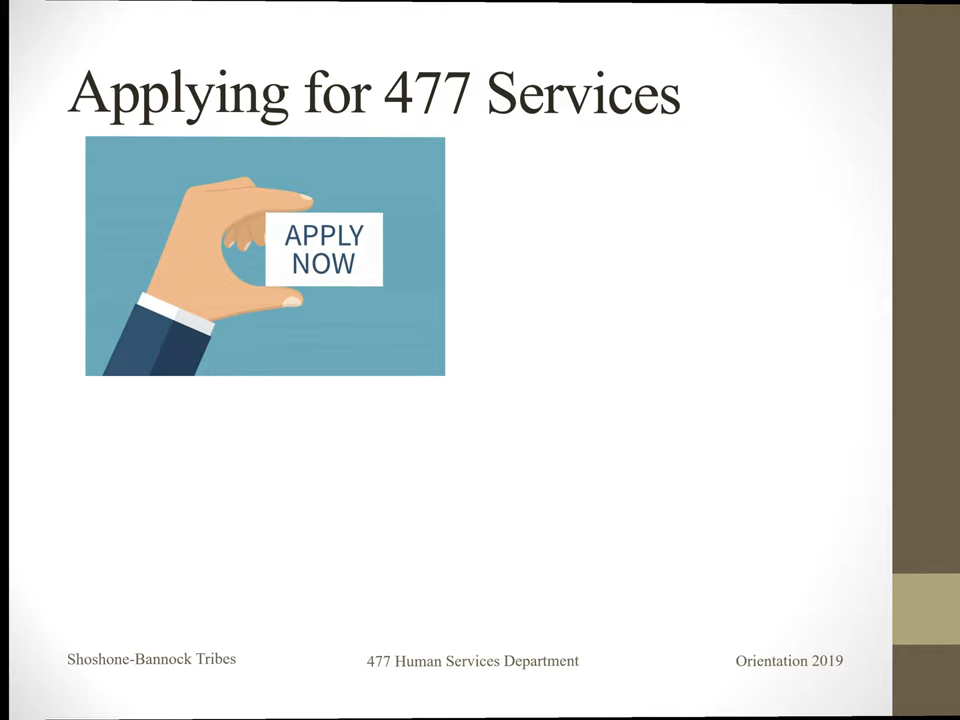 Applying for 477 Services
APPLY
NOW
Shoshone-Bannock Tribes
477 Human Services Department
Orientation 2019